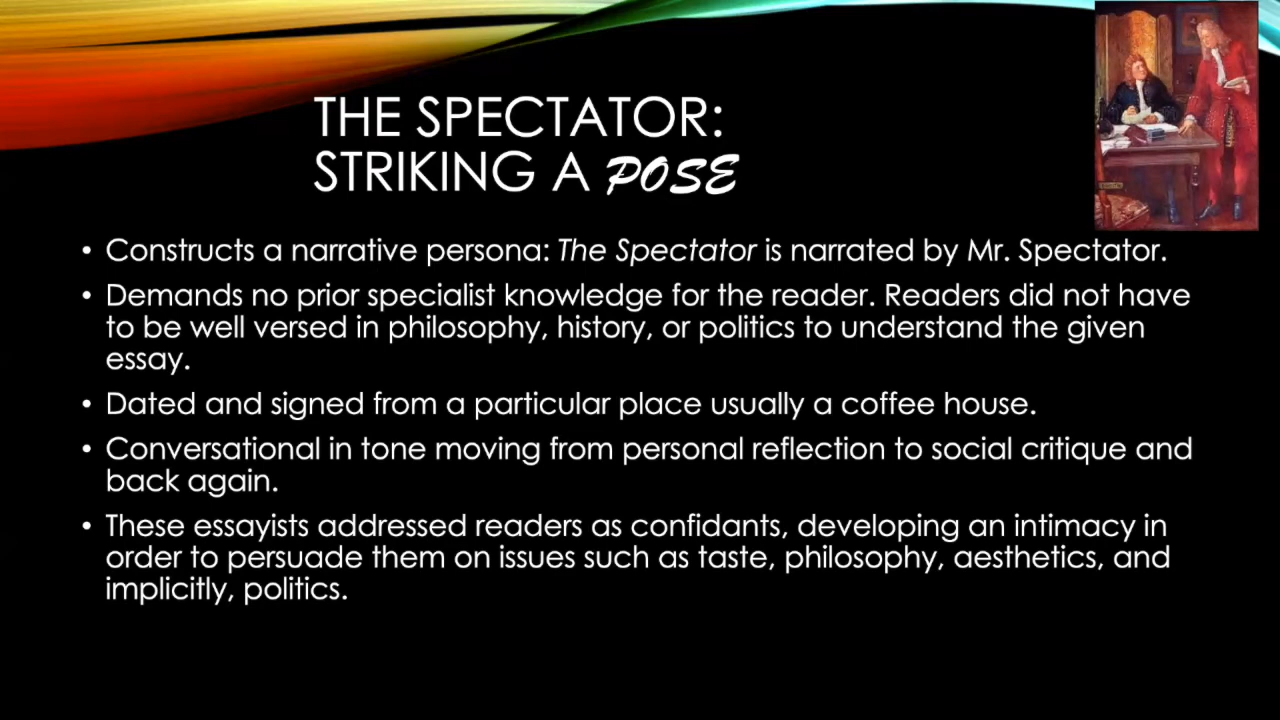 THE SPECTATOR:
STRIKING A POSE
• Constructs a narrative persona: The Spectator is narrated by Mr. Spectator.
• Demands no prior specialist knowledge for the reader. Readers did not have
to be well versed in philosophy, history, or politics to understand the given
essay.
• Dated and signed from a particular place usually a coffee house.
• Conversational in tone moving from personal reflection to social critique and
back again.
• These essayists addressed readers as confidants, developing an intimacy in
order to persuade them on issues such as taste, philosophy, aesthetics, and
implicitly, politics.